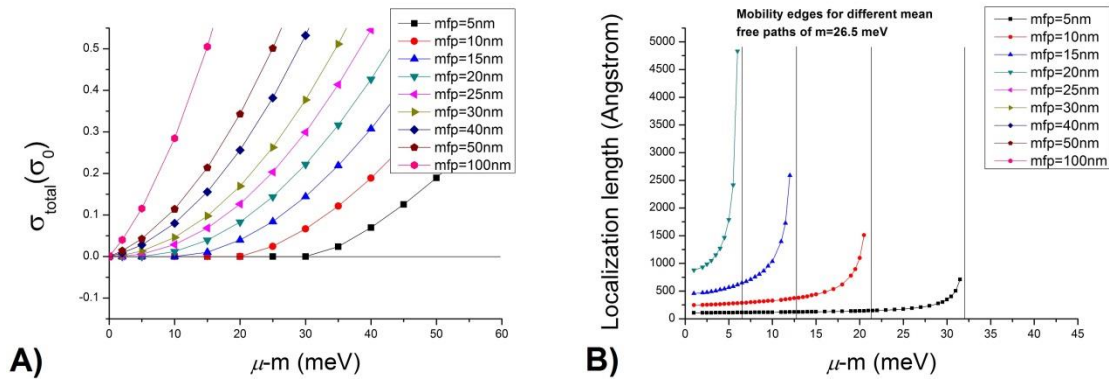 mfp=5nm
mfp=10nm
mfp=15nm
mfp=20nm
mfp=25nm
mfp=30nm
mfp=40nm
mfp=50nm
mfp=100nm
σtotal(σ0)
0.5
0.4
0.3
0.2
0.1
0.0
-0.1
0 10 20 30 40 50 60
μ-m (meV)
A)
Mobility edges for different mean
free paths of m=26.5 meV
mfp=5nm
mfp=10nm
mfp=15nm
mfp=20nm
mfp=25nm
mfp=30nm
mfp=40nm
mfp=50nm
mfp=100nm
Localization length (Angstrom)
5000
4500
4000
3500
3000
2500
2000
1500
1000
500
0
0 5 10 15 20 25 30 35 40 45
μ-m (meV)
B)